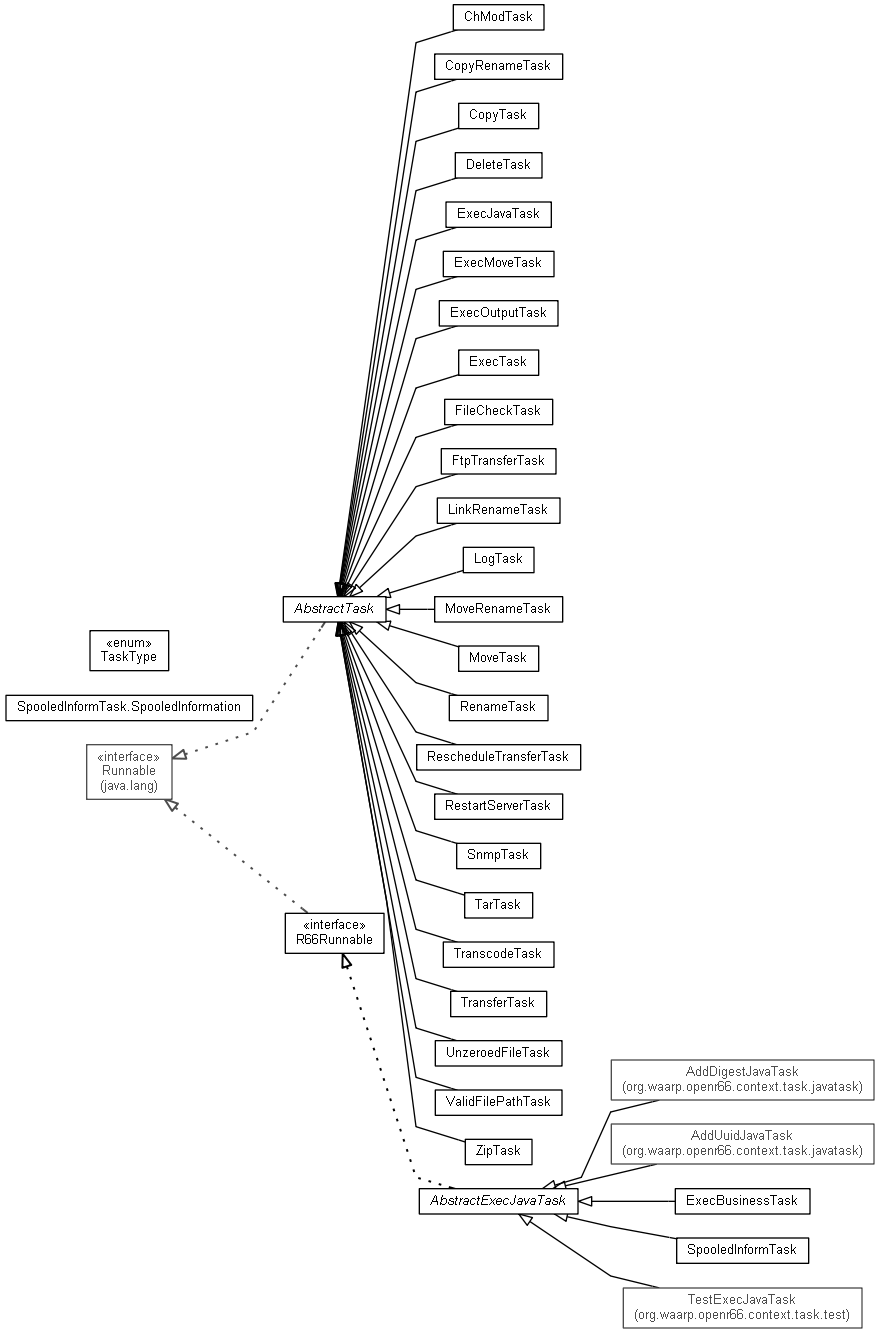 ChModTask
CopyRenameTask
CopyTask
DeleteTask
ExecJavaTask
ExecMoveTask
ExecOutputTask
ExecTask
FileCheckTask
FtpTransferTask
LinkRenameTask
LogTask
AbstractTask
MoveRenameTask
«enum»
TaskType
MoveTask
SpooledInformTask.SpooledInformation
RenameTask
«interface»
Runnable
(java.lang)
RescheduleTransferTask
RestartServerTask
SnmpTask
TarTask
«interface»
R66Runnable
TranscodeTask
TransferTask
UnzeroedFileTask
AddDigestJavaTask
(org.waarp.openr66.context.task.javatask)
ValidFilePathTask
AddUuidJavaTask
(org.waarp.openr66.context.task.javatask)
ZipTask
AbstractExecJavaTask
ExecBusinessTask
SpooledInformTask
TestExecJavaTask
(org.waarp.openr66.context.task.test)